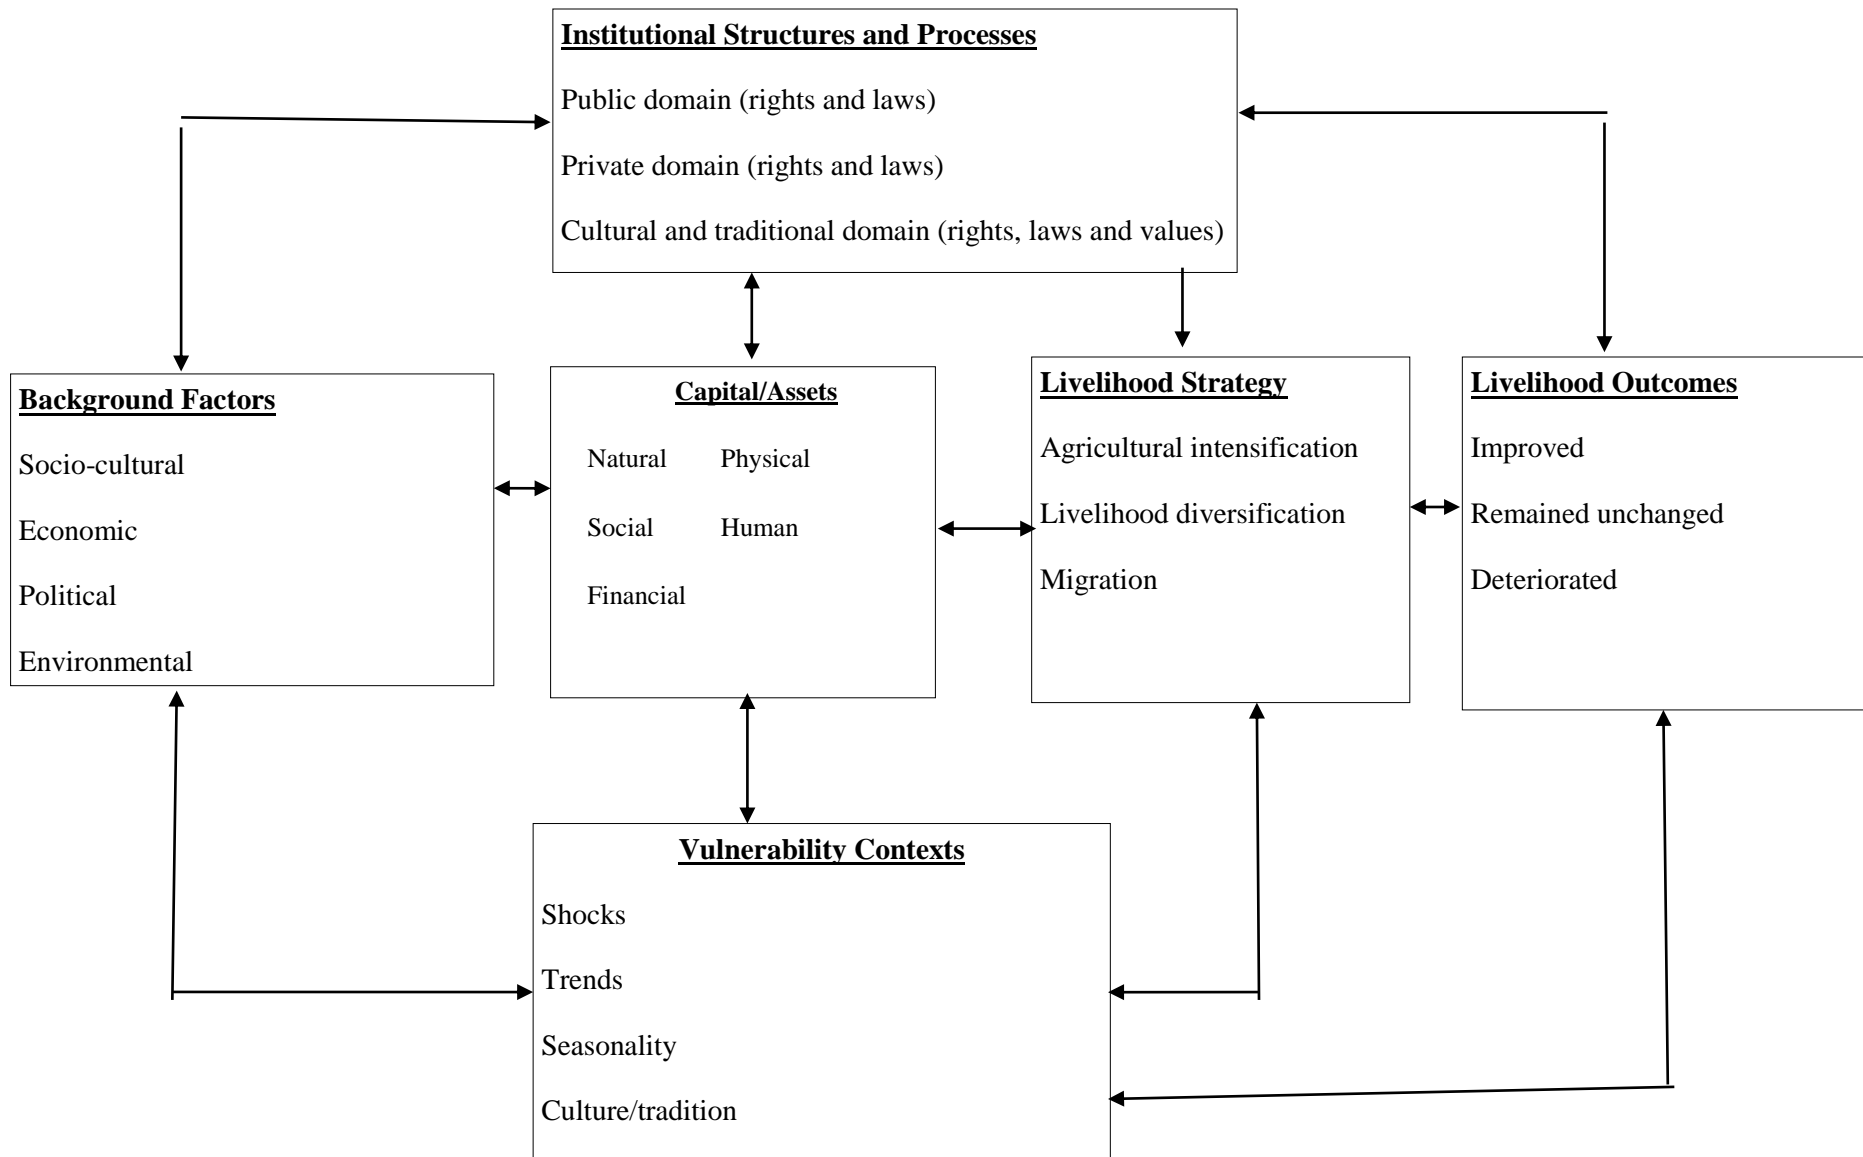 Institutional Structures and Processes
Public domain (rights and laws)
Private domain (rights and laws)
Cultural and traditional domain (rights, laws and values)
Background Factors
Socio-cultural
Economic
Political
Environmental
Capital/Assets
Natural Physical
Social Human
Financial
Livelihood Strategy
Agricultural intensification
Livelihood diversification
Migration
Livelihood Outcomes
Improved
Remained unchanged
Deteriorated
Vulnerability Contexts
Shocks
Trends
Seasonality
Culture/tradition